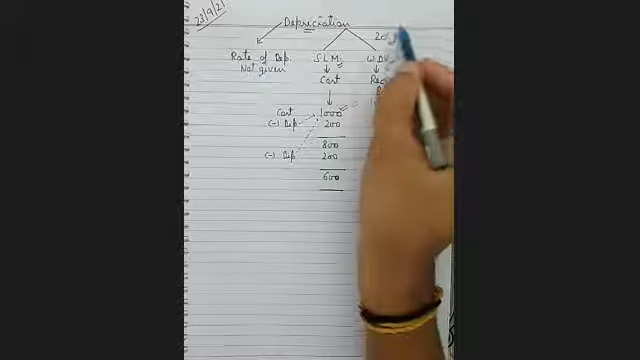 23/9/21
Depreciation
Rate of Dep.
Not given
S.L.M.
W.D
Cost
Cost 1000
(-) Dep 200
800
(-) Dep 200
600